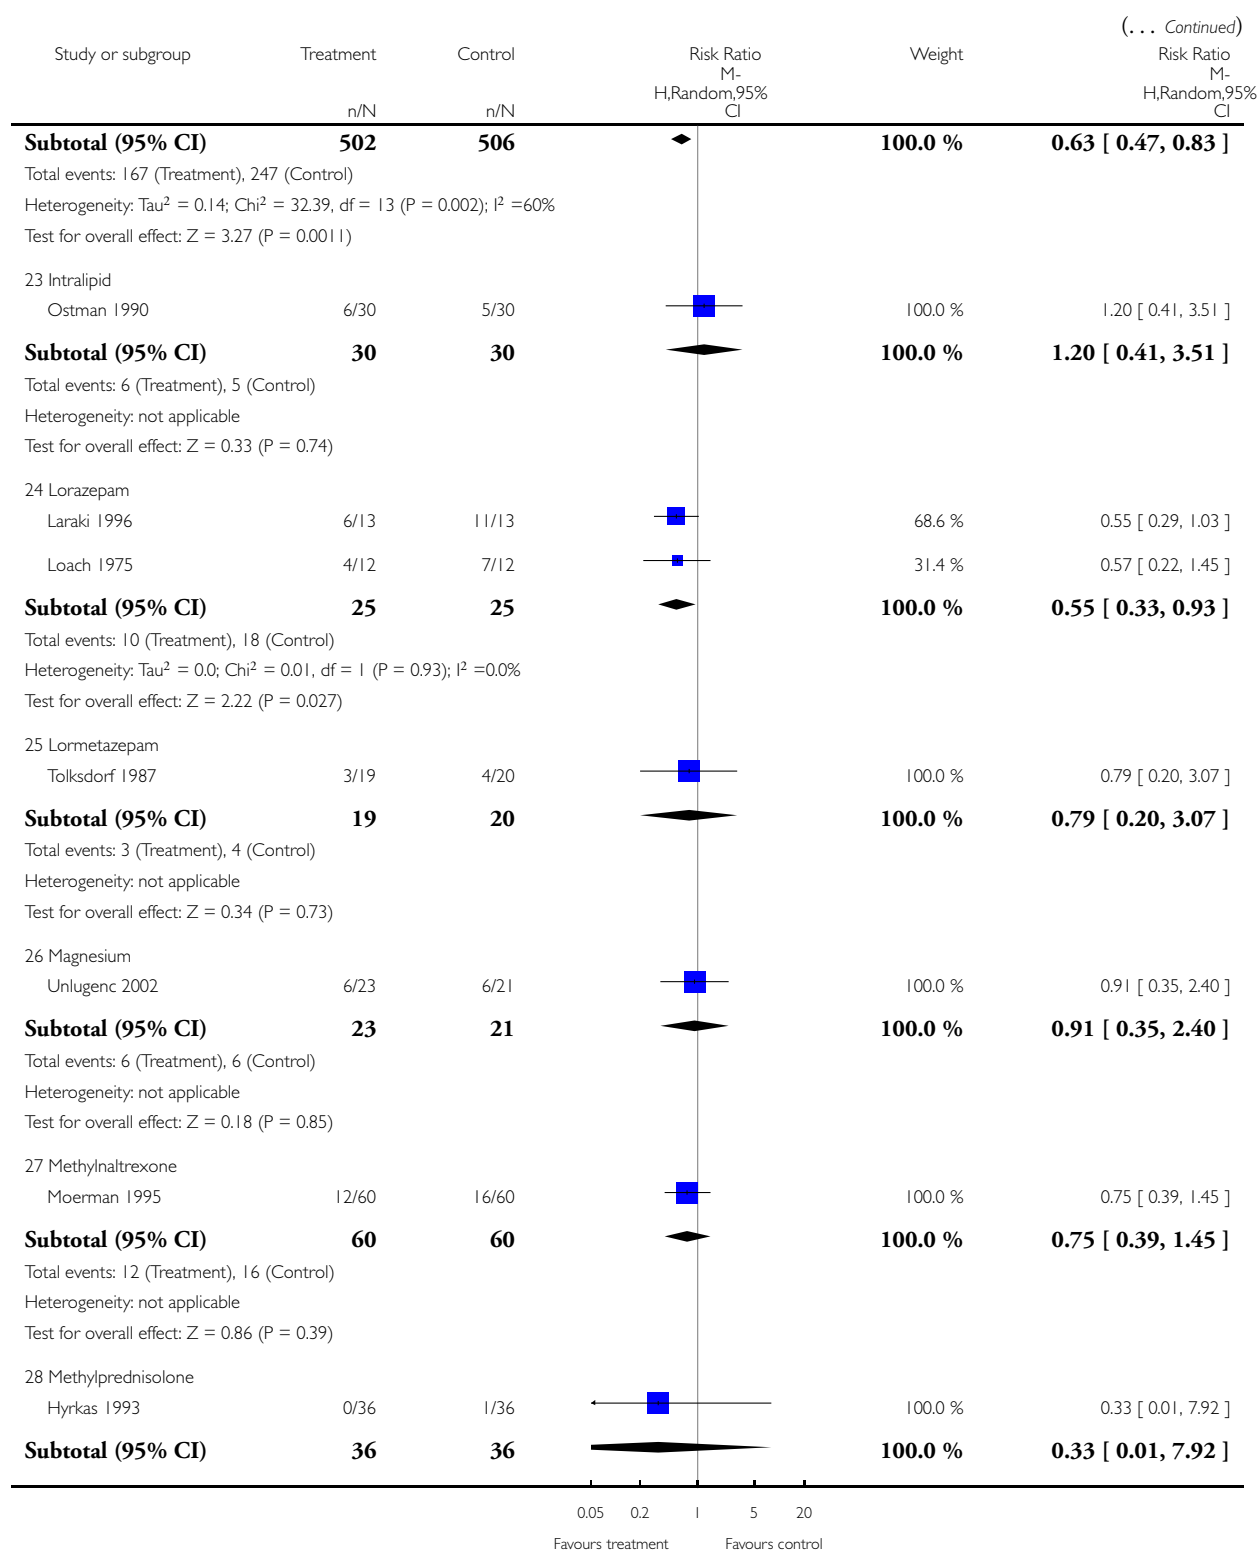 (... Continued)
Study or subgroup Treatment Control Risk Ratio Weight Risk Ratio
M- M-
H,Random,95% H,Random,95%
n/N n/N CI CI
Subtotal (95% CI) 502 506 100.0 % 0.63 [ 0.47, 0.83 ]
Total events: 167 (Treatment), 247 (Control)
Heterogeneity: Tau² = 0.14; Chi² = 32.39, df = 13 (P = 0.002); I² =60%
Test for overall effect: Z = 3.27 (P = 0.0011)
23 Intralipid
Ostman 1990 6/30 5/30 100.0 % 1.20 [ 0.41, 3.51 ]
Subtotal (95% CI) 30 30 100.0 % 1.20 [ 0.41, 3.51 ]
Total events: 6 (Treatment), 5 (Control)
Heterogeneity: not applicable
Test for overall effect: Z = 0.33 (P = 0.74)
24 Lorazepam
Laraki 1996 6/13 11/13 68.6 % 0.55 [ 0.29, 1.03 ]
Loach 1975 4/12 7/12 31.4 % 0.57 [ 0.22, 1.45 ]
Subtotal (95% CI) 25 25 100.0 % 0.55 [ 0.33, 0.93 ]
Total events: 10 (Treatment), 18 (Control)
Heterogeneity: Tau² = 0.0; Chi² = 0.01, df = 1 (P = 0.93); I² =0.0%
Test for overall effect: Z = 2.22 (P = 0.027)
25 Lormetazepam
Tolksdorf 1987 3/19 4/20 100.0 % 0.79 [ 0.20, 3.07 ]
Subtotal (95% CI) 19 20 100.0 % 0.79 [ 0.20, 3.07 ]
Total events: 3 (Treatment), 4 (Control)
Heterogeneity: not applicable
Test for overall effect: Z = 0.34 (P = 0.73)
26 Magnesium
Unlugenc 2002 6/23 6/21 100.0 % 0.91 [ 0.35, 2.40 ]
Subtotal (95% CI) 23 21 100.0 % 0.91 [ 0.35, 2.40 ]
Total events: 6 (Treatment), 6 (Control)
Heterogeneity: not applicable
Test for overall effect: Z = 0.18 (P = 0.85)
27 Methylnaltrexone
Moerman 1995 12/60 16/60 100.0 % 0.75 [ 0.39, 1.45 ]
Subtotal (95% CI) 60 60 100.0 % 0.75 [ 0.39, 1.45 ]
Total events: 12 (Treatment), 16 (Control)
Heterogeneity: not applicable
Test for overall effect: Z = 0.86 (P = 0.39)
28 Methylprednisolone
Hyrkas 1993 0/36 1/36 100.0 % 0.33 [ 0.01, 7.92 ]
Subtotal (95% CI) 36 36 100.0 % 0.33 [ 0.01, 7.92 ]
0.05 0.2 1 5 20
Favours treatment Favours control